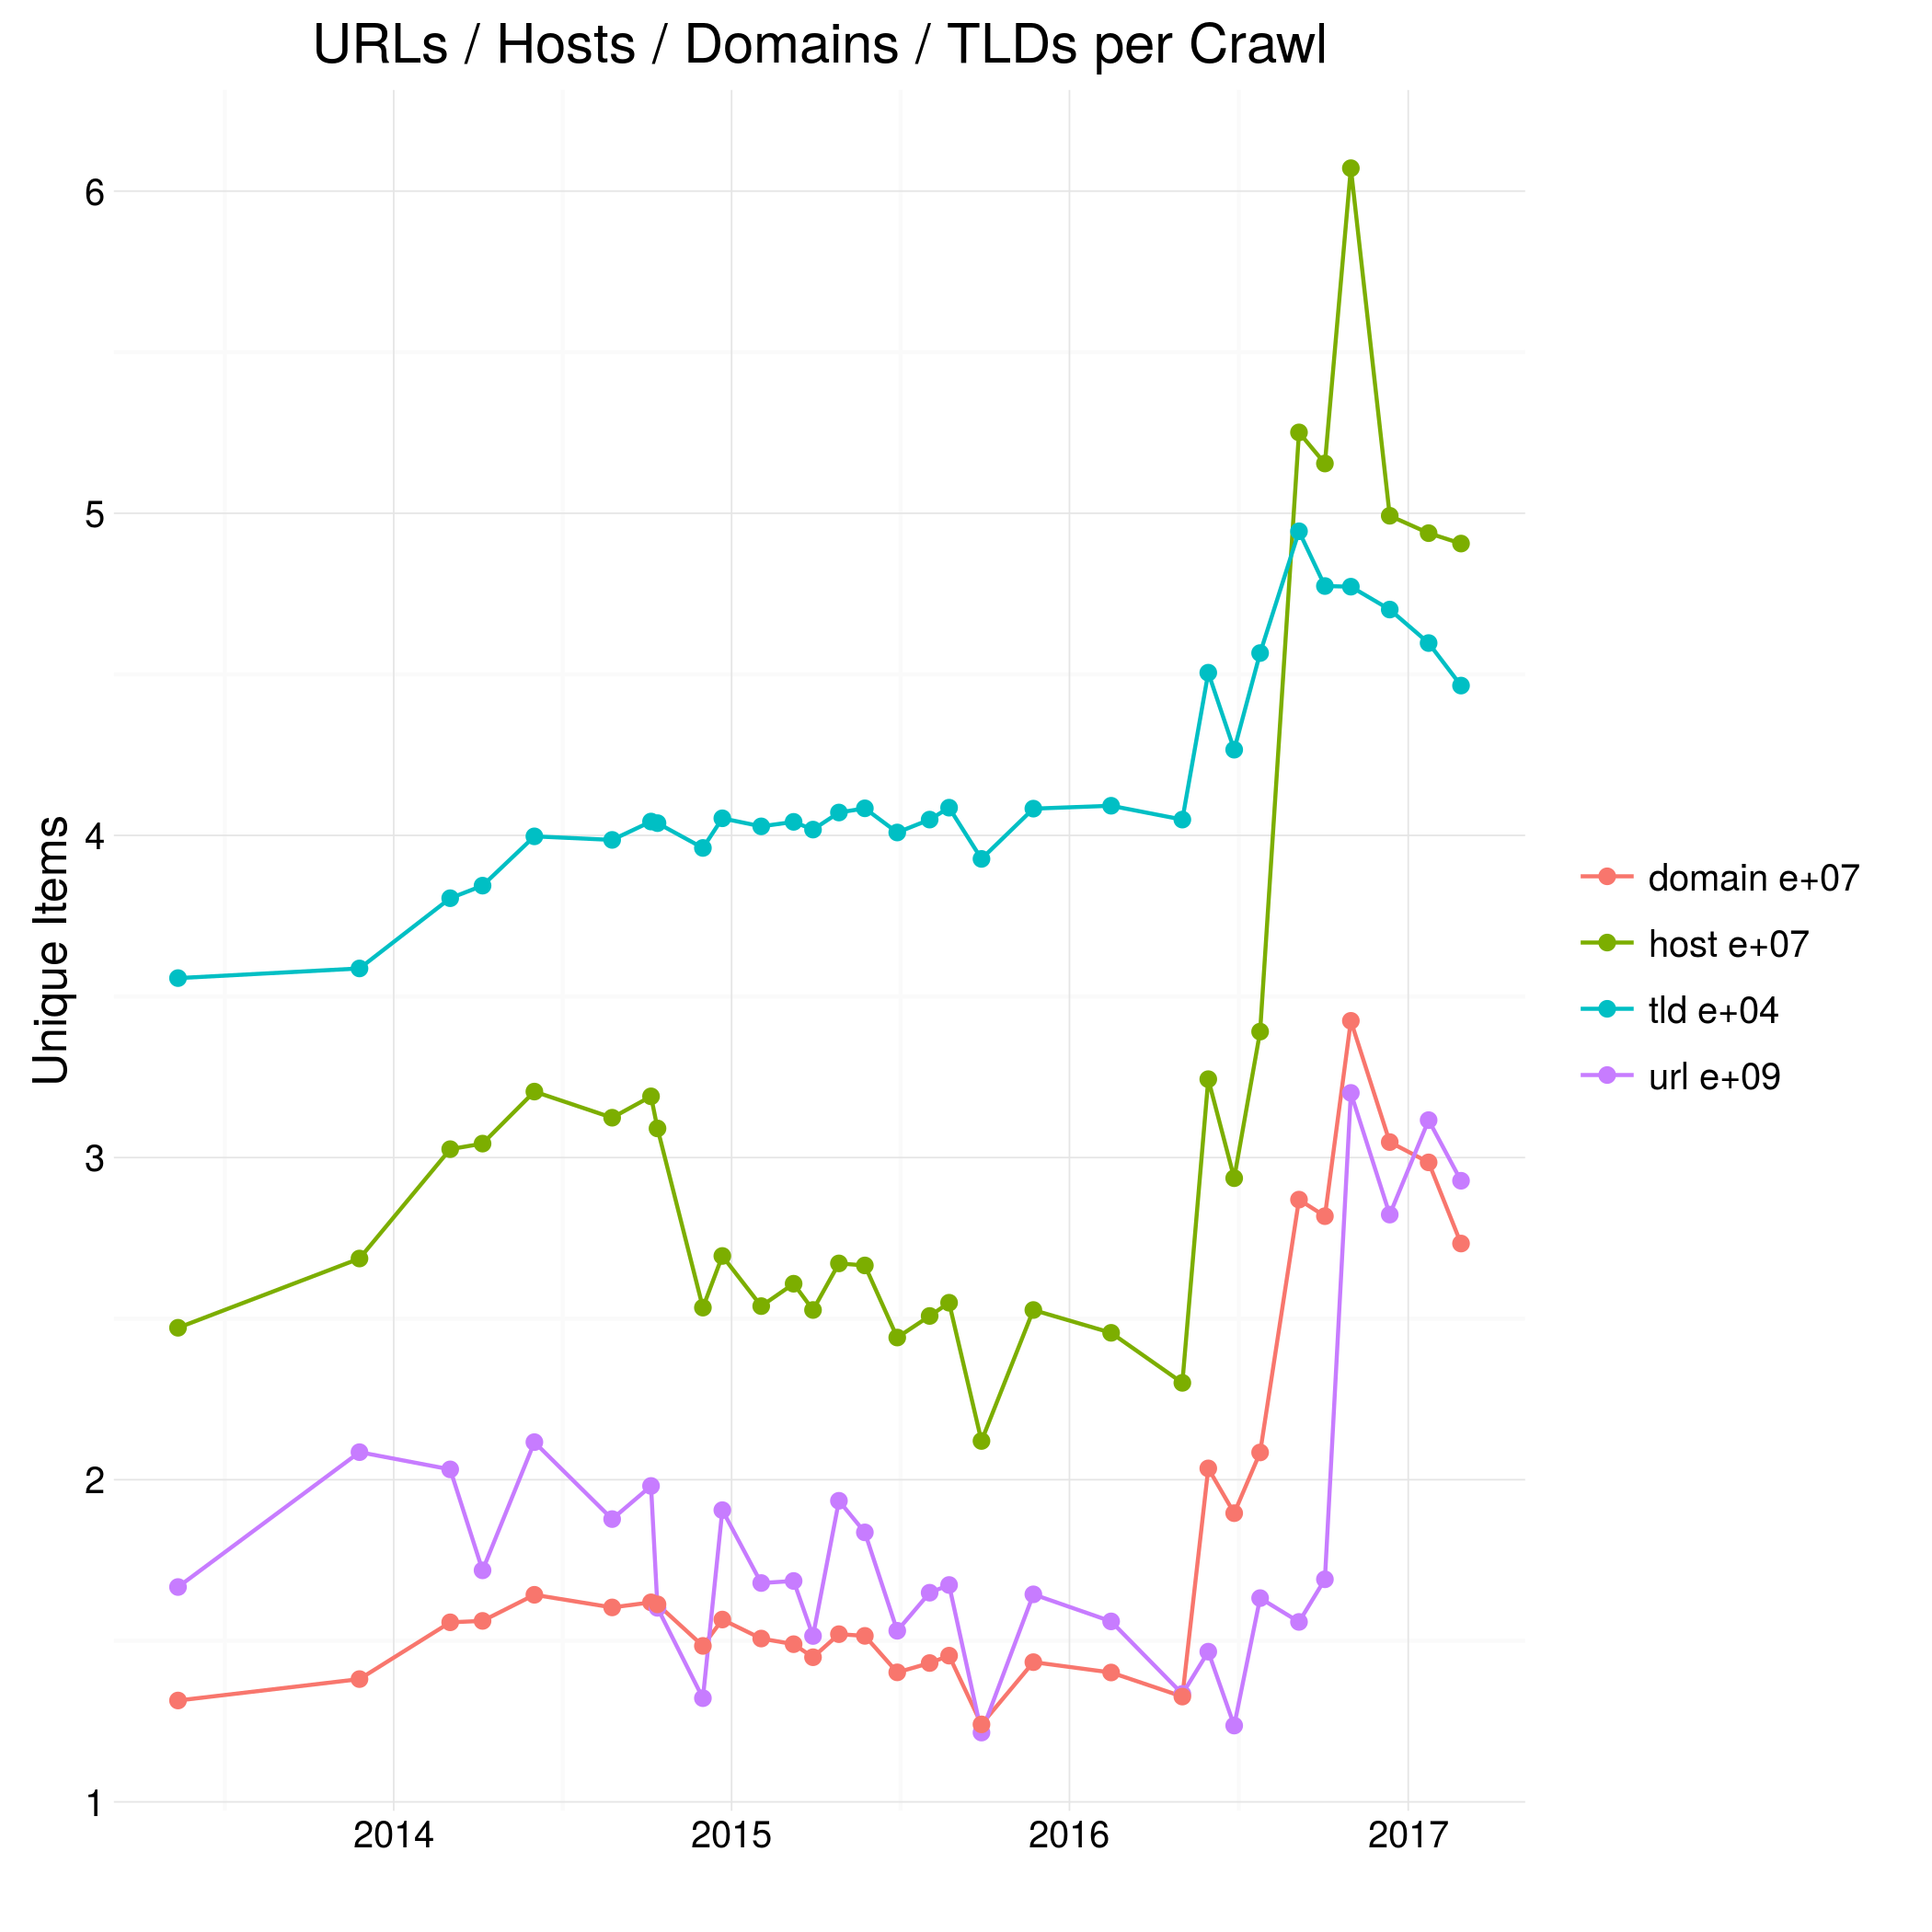 URLs / Hosts / Domains / TLDs per Crawl
Unique Items
6
5
4
3
2
1
2014 2015 2016 2017
domain e+07
host e+07
tld e+04
url e+09